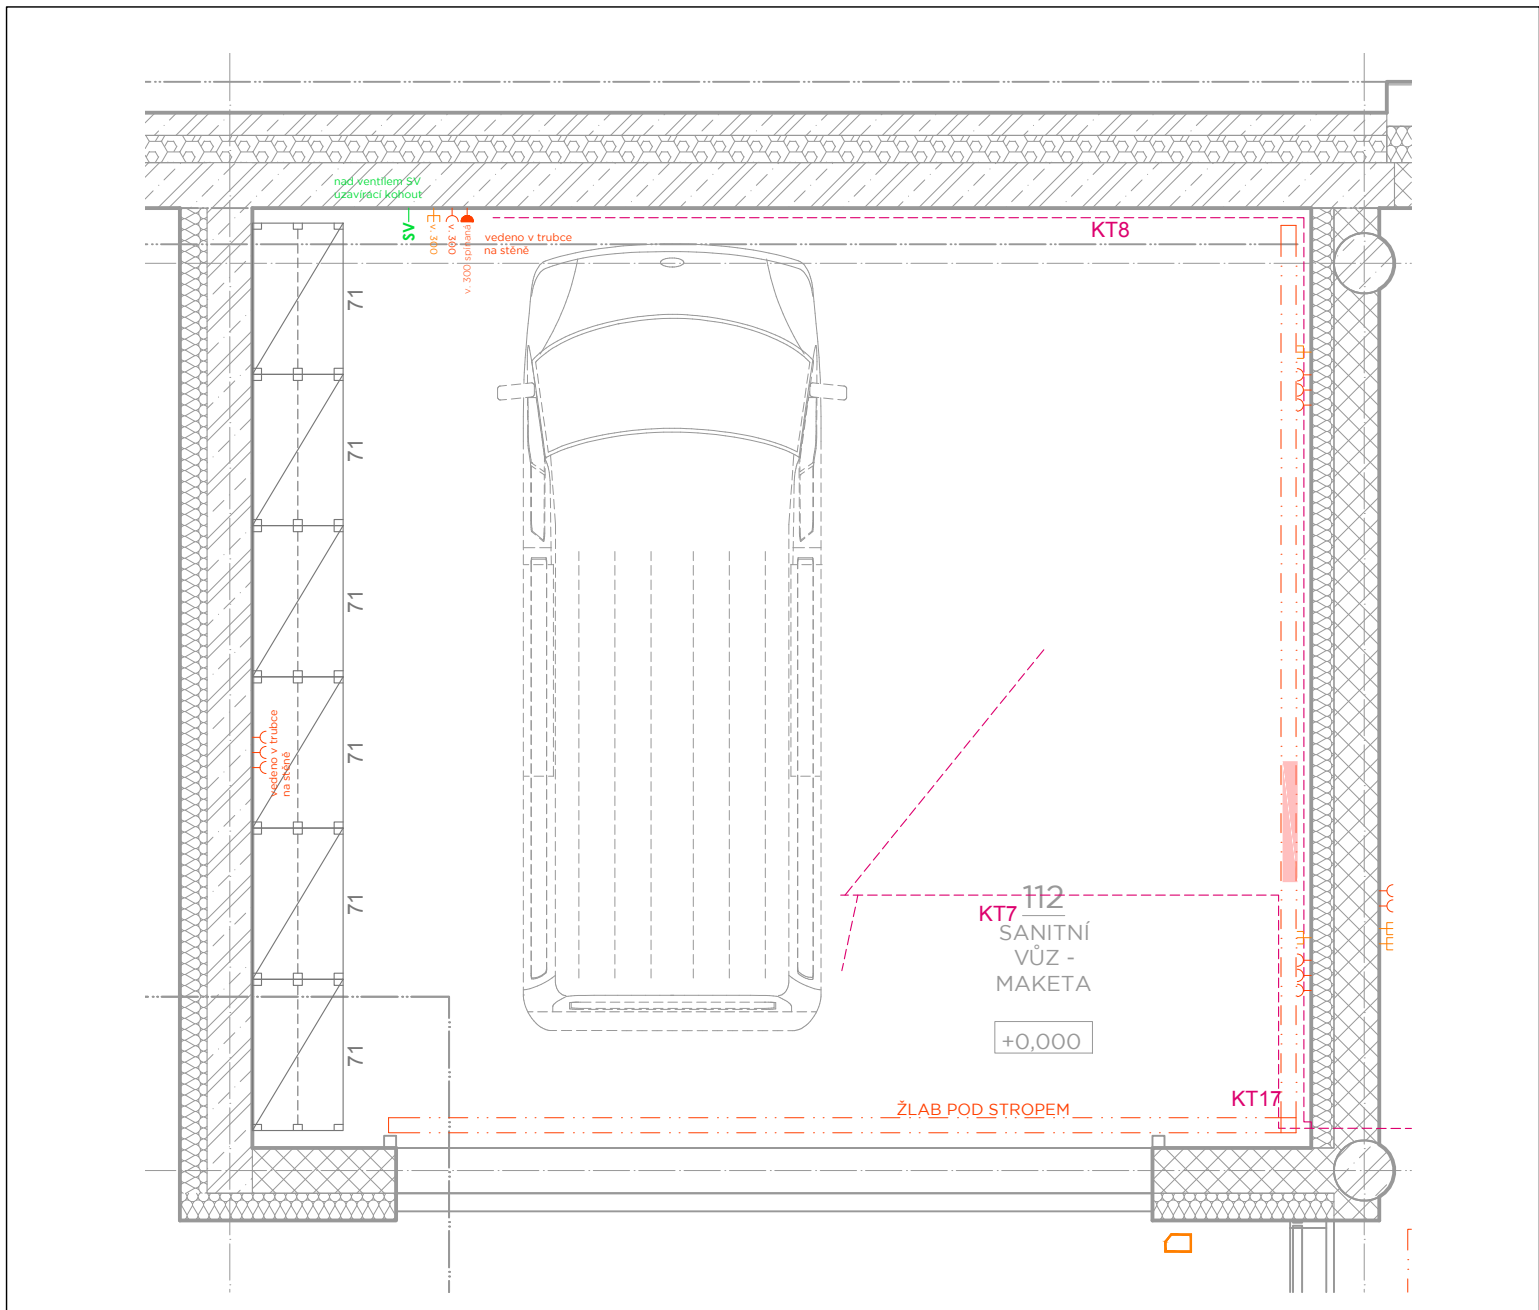 nad ventilem SV
uzavírací kohout
SV
v. 300
v. 300
v. 300 spínaná
vedeno v trubce
na stěně
KT8
71
71
71
71
71
71
vedeno v trubce
na stěně
112
KT7
SANITNÍ
VŮZ -
MAKETA
+0,000
KT17
ŽLAB POD STROPEM